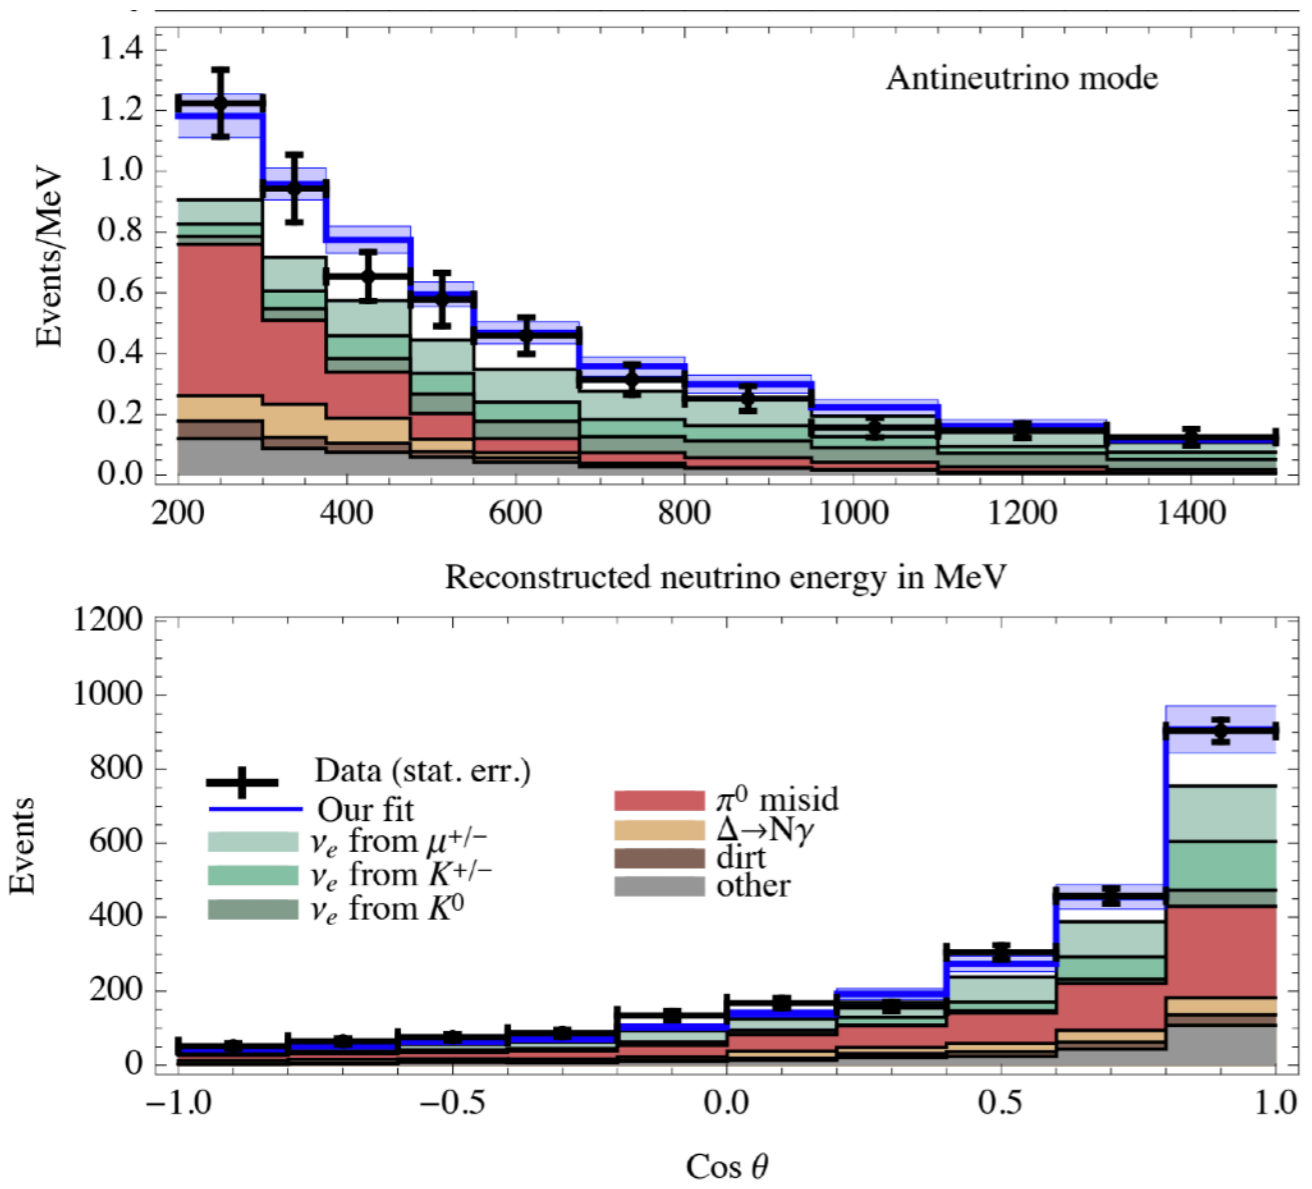 Antineutrino mode
Events/MeV
1.4
1.2
1.0
0.8
0.6
0.4
0.2
0.0
200 400 600 800 1000 1200 1400
Reconstructed neutrino energy in MeV
Events
1200
1000
800
600
400
200
0
Data (stat. err.)
Our fit
νe from μ+/−
νe from K+/−
νe from K0
π0 misid
Δ→Nγ
dirt
other
−1.0 −0.5 0.0 0.5 1.0
Cos θ